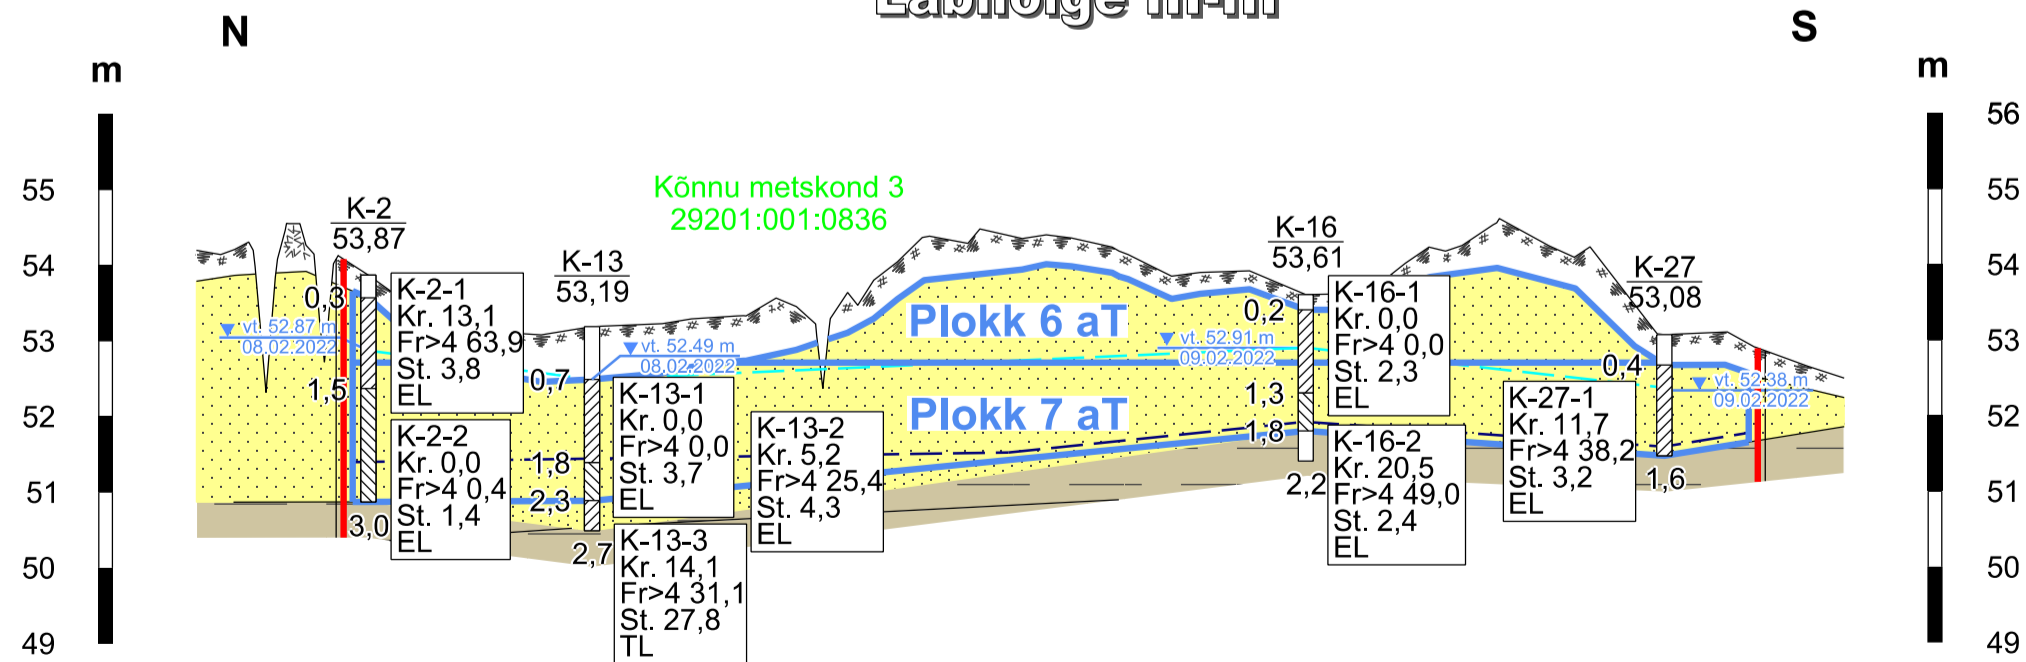 N
S
m
m
56
55
55
54
54
53
53
52
52
51
51
50
50
49
49
Kõnnu metskond 3
29201:001:0836
K-2
53,87
K-13
53,19
K-16
53,61
K-27
53,08
0,3
1,5
3,0
vt. 52.87 m
08.02.2022
K-2-1
Kr. 13,1
Fr>4 63,9
St. 3,8
EL
K-2-2
Kr. 0,0
Fr>4 0,4
St. 1,4
EL
0,7
1,8
2,3
2,7
vt. 52.49 m
08.02.2022
K-13-1
Kr. 0,0
Fr>4 0,0
St. 3,7
EL
K-13-2
Kr. 5,2
Fr>4 25,4
St. 4,3
EL
K-13-3
Kr. 14,1
Fr>4 31,1
St. 27,8
TL
Plokk 6 aT
Plokk 7 aT
vt. 52.91 m
09.02.2022
0,2
1,3
1,8
2,2
K-16-1
Kr. 0,0
Fr>4 0,0
St. 2,3
EL
K-16-2
Kr. 20,5
Fr>4 49,0
St. 2,4
EL
0,4
1,6
K-27-1
Kr. 11,7
Fr>4 38,2
St. 3,2
EL
vt. 52.38 m
09.02.2022